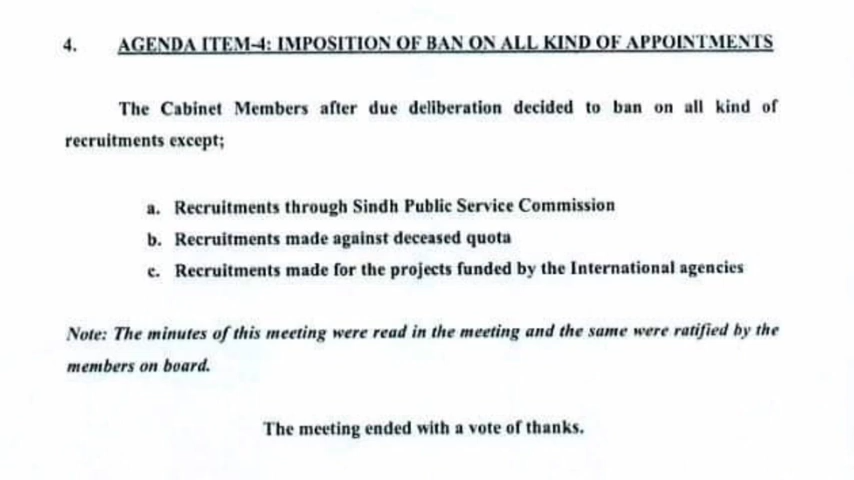 4. AGENDA ITEM-4: IMPOSITION OF BAN ON ALL KIND OF APPOINTMENTS
The Cabinet Members after due deliberation decided to ban on all kind of
recruitments except;
a. Recruitments through Sindh Public Service Commission
b. Recruitments made against deceased quota
c. Recruitments made for the projects funded by the International agencies
Note: The minutes of this meeting were read in the meeting and the same were ratified by the
members on board.
The meeting ended with a vote of thanks.